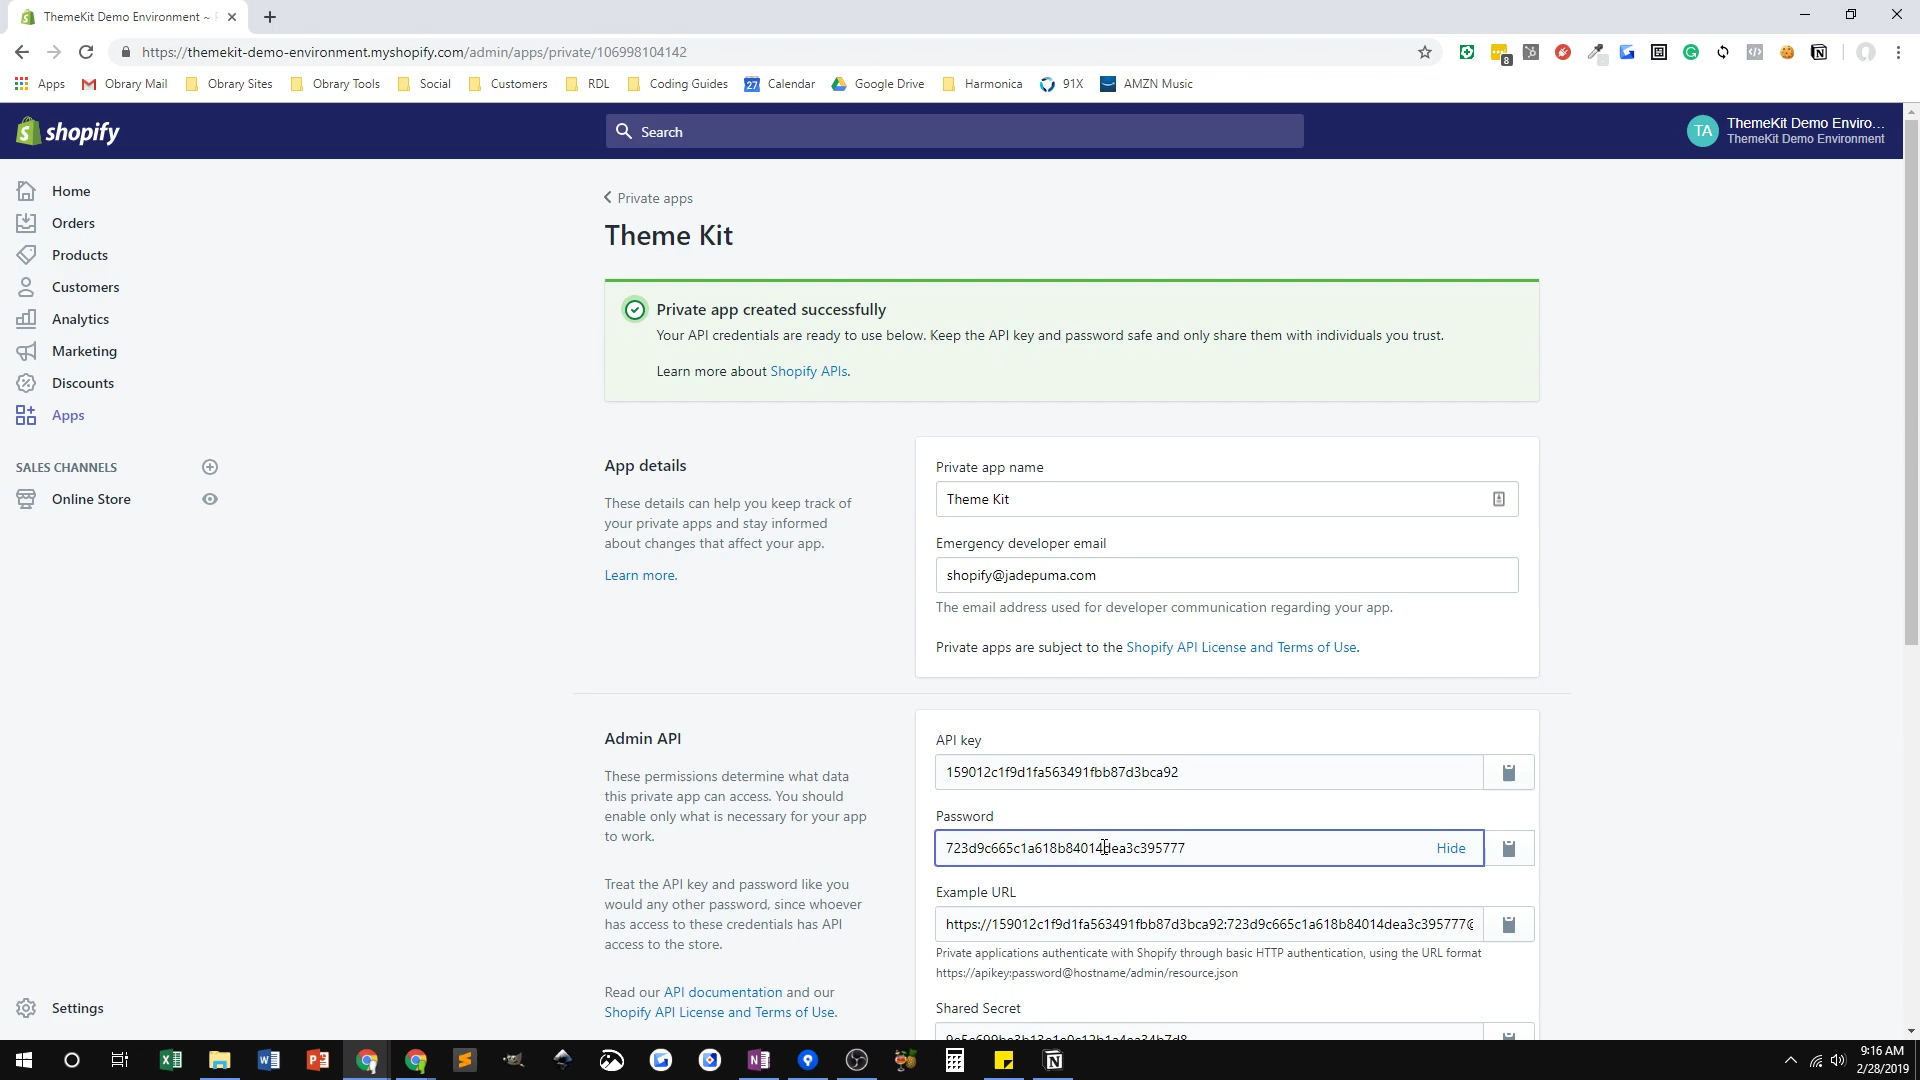 ThemeKit Demo Environment ~
https://themekit-demo-environment.myshopify.com/admin/apps/private/106998104142
8
Apps
Obrary Mail
Obrary Sites
Obrary Tools
Social
Customers
RDL
Coding Guides
27
Calendar
Google Drive
Harmonica
91X
AMZN Music
shopify
Search
TA
ThemeKit Demo Enviro...
ThemeKit Demo Environment
Home
Orders
Products
Customers
Analytics
Marketing
Discounts
Apps
SALES CHANNELS
Online Store
Settings
Private apps
Theme Kit
Private app created successfully
Your API credentials are ready to use below. Keep the API key and password safe and only share them with individuals you trust.
Learn more about Shopify APIs.
App details
These details can help you keep track of
your private apps and stay informed
about changes that affect your app.
Learn more.
Private app name
Theme Kit
Emergency developer email
shopify@jadepuma.com
The email address used for developer communication regarding your app.
Private apps are subject to the Shopify API License and Terms of Use.
Admin API
These permissions determine what data
this private app can access. You should
enable only what is necessary for your app
to work.
Treat the API key and password like you
would any other password, since whoever
has access to these credentials has API
access to the store.
Read our API documentation and our
Shopify API License and Terms of Use.
API key
159012c1f9d1fa563491fbb87d3bca92
Password
723d9c665c1a618b84014dea3c395777
Hide
Example URL
https://159012c1f9d1fa563491fbb87d3bca92:723d9c665c1a618b84014dea3c395777@
Private applications authenticate with Shopify through basic HTTP authentication, using the URL format
https://apikey:password@hostname/admin/resource.json
Shared Secret
9:16 AM
2/28/2019